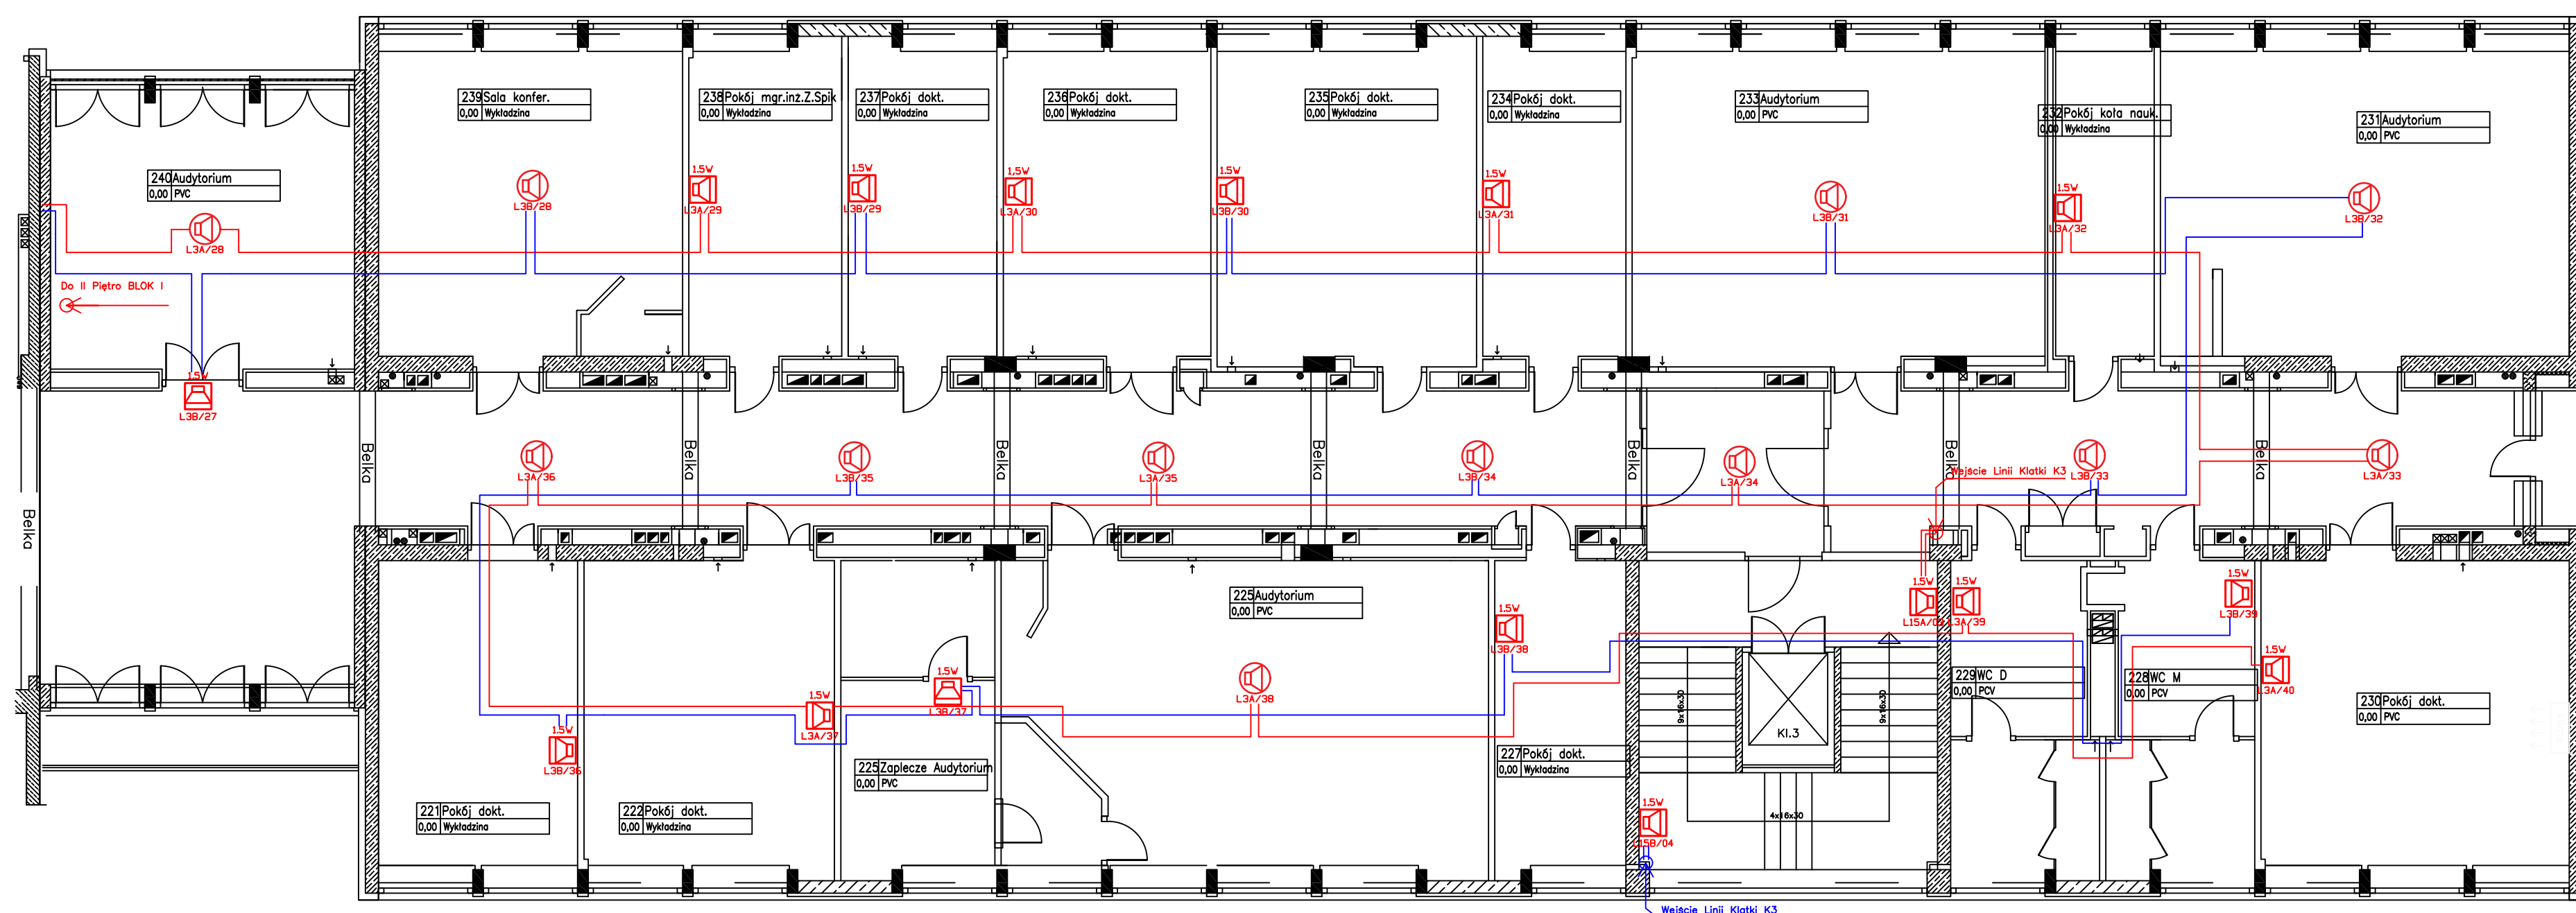 239 Sala konfer.
0,00 Wykładzina
238 Pokój mgr.inż.Z.Spik
0,00 Wykładzina
237 Pokój dokt.
0,00 Wykładzina
236 Pokój dokt.
0,00 Wykładzina
235 Pokój dokt.
0,00 Wykładzina
234 Pokój dokt.
0,00 Wykładzina
233 Audytorium
0,00 PVC
232 Pokój koła nauk.
0,00 Wykładzina
231 Audytorium
0,00 PVC
240 Audytorium
0,00 PVC
L3A/28
L3B/28
1.5W
L3A/29
1.5W
L3B/29
1.5W
L3A/30
1.5W
L3B/30
1.5W
L3A/31
L3B/31
1.5W
L3A/32
L3B/32
Do II Piętro BLOK I
1.5W
L3B/27
Belka
Belka
Belka
Belka
Belka
Belka
Belka
Belka
L3A/36
L3B/35
L3A/35
L3B/34
L3A/34
Wejście Linii Klatki K3
L3B/33
L3A/33
225 Audytorium
0,00 PVC
1.5W
L3B/38
1.5W
L15A/03
1.5W
L3A/39
1.5W
L3B/39
1.5W
L3A/40
229 WC D
0,00 PCV
228 WC M
0,00 PCV
230 Pokój dokt.
0,00 PVC
1.5W
L3B/36
1.5W
L3A/37
1.5W
L3B/37
L3A/38
9x16x30
9x16x30
Kl.3
4x16x30
227 Pokój dokt.
0,00 Wykładzina
225 Zaplecze Audytorium
0,00 PVC
221 Pokój dokt.
0,00 Wykładzina
222 Pokój dokt.
0,00 Wykładzina
1.5W
L15B/04
Wejście Linii Klatki K3